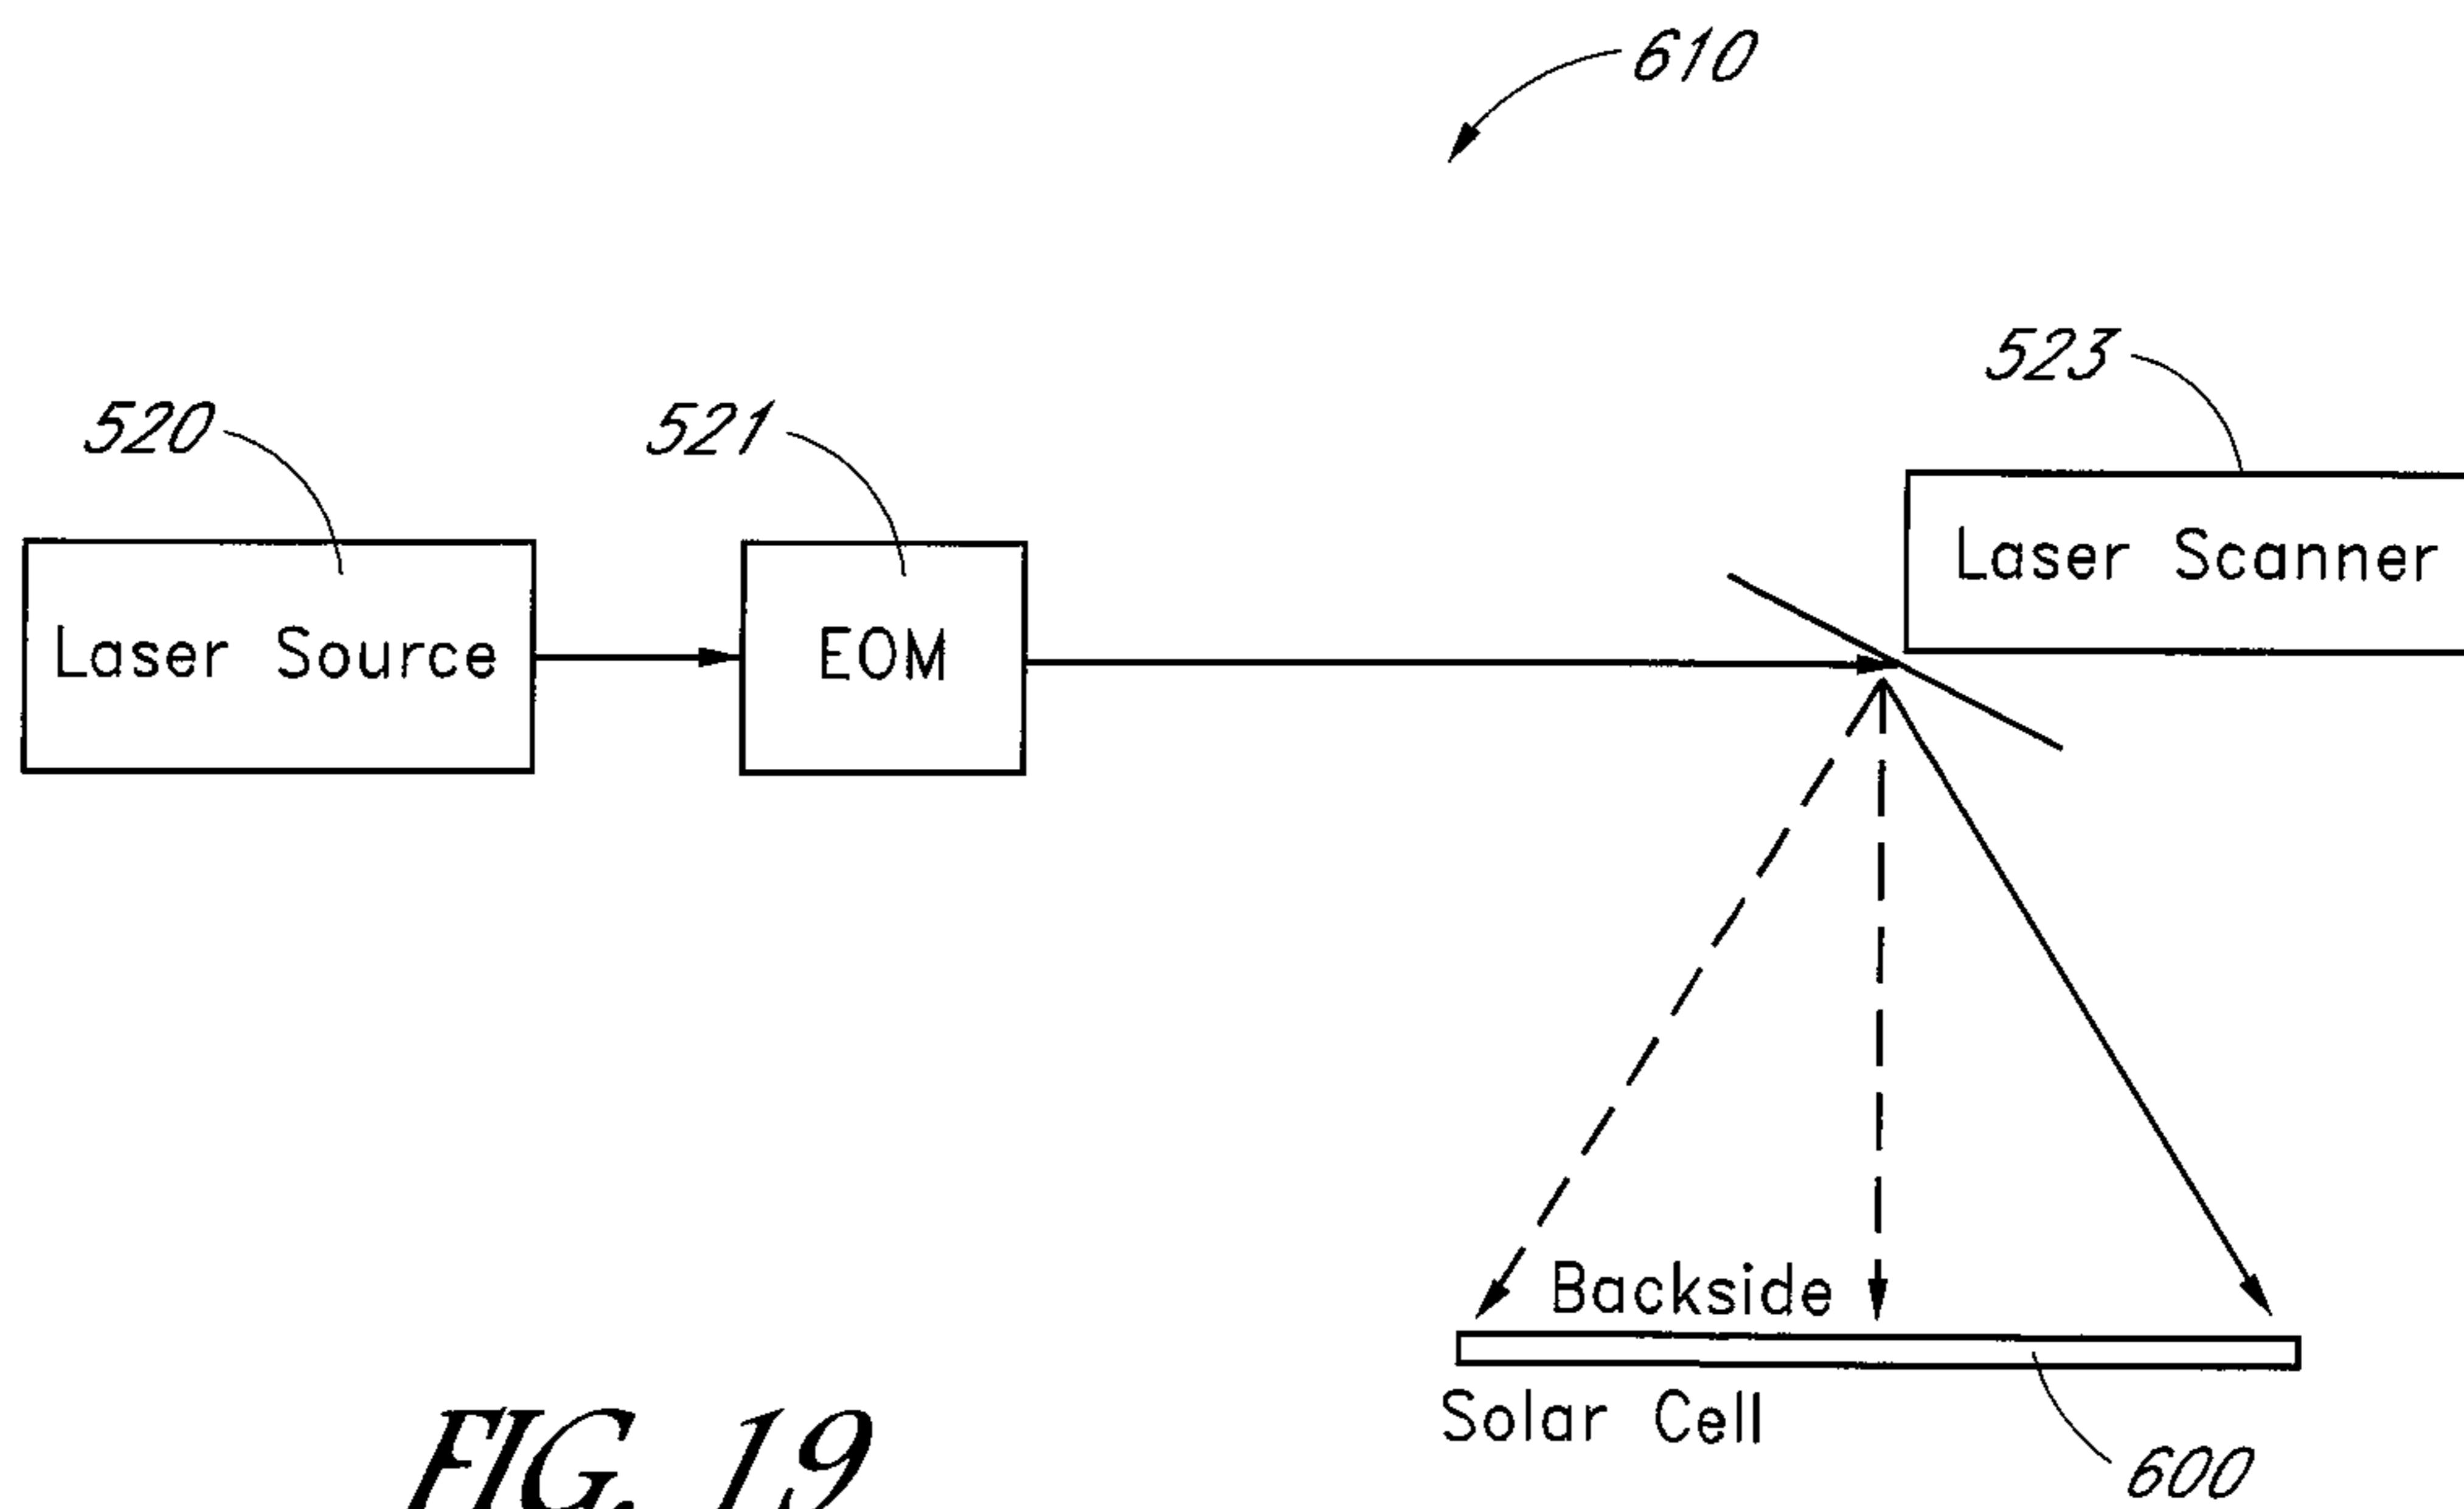 610
523
520
521
Laser Scanner
Laser Source
EOM
Backside
Solar Cell
600
FIG. 19